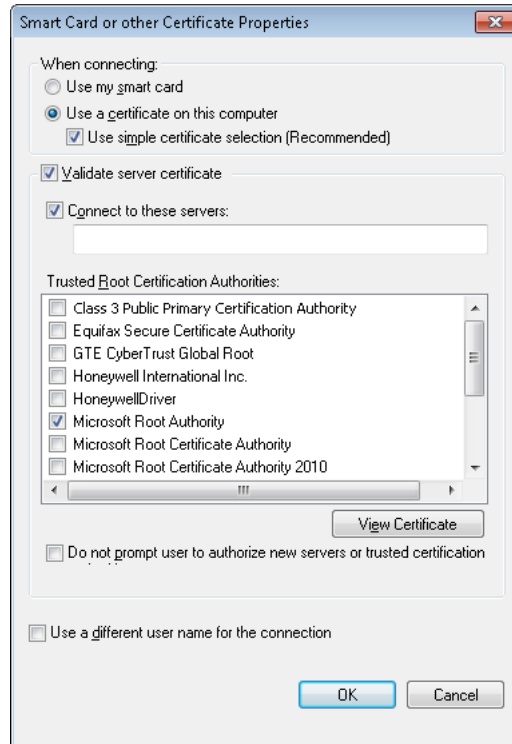 Smart Card or other Certificate Properties
When connecting:
Use my smart card
Use a certificate on this computer
Use simple certificate selection (Recommended)
Validate server certificate
Connect to these servers:
Trusted Root Certification Authorities:
Class 3 Public Primary Certification Authority
Equifax Secure Certificate Authority
GTE CyberTrust Global Root
Honeywell International Inc.
HoneywellDriver
Microsoft Root Authority
Microsoft Root Certificate Authority
Microsoft Root Certificate Authority 2010
View Certificate
Do not prompt user to authorize new servers or trusted certification
Use a different user name for the connection
OK Cancel